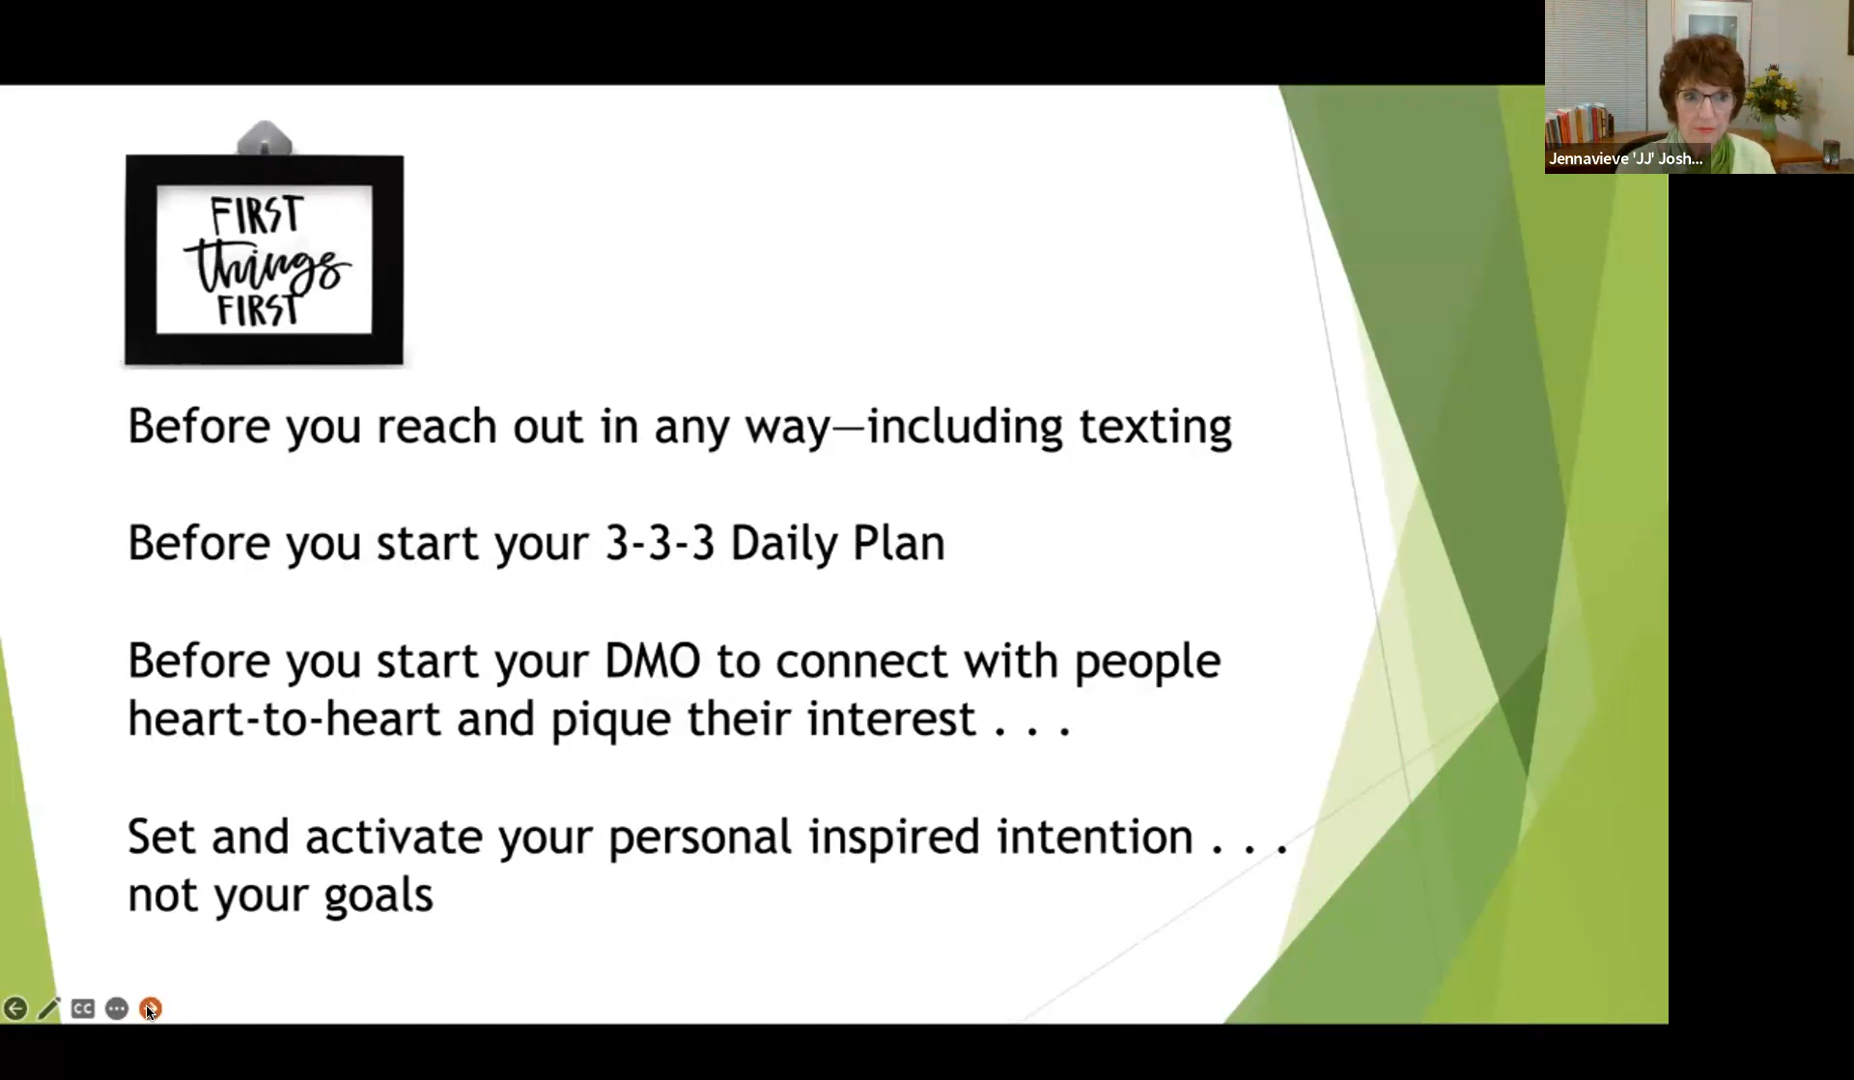 Jennavieve 'JJ' Josh...
FIRST
things
FIRST
Before you reach out in any way—including texting
Before you start your 3-3-3 Daily Plan
Before you start your DMO to connect with people
heart-to-heart and pique their interest . . .
Set and activate your personal inspired intention . . .
not your goals
CC